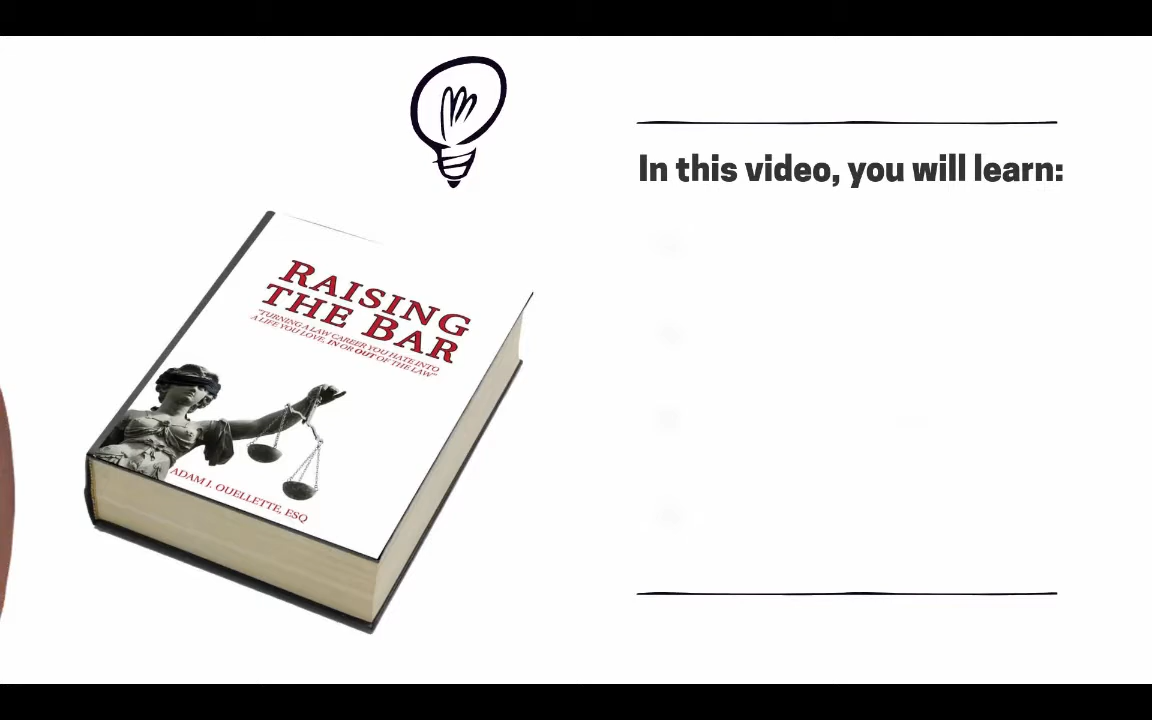 In this video, you will learn:
RAISING
THE BAR
"TURNING A LAW CAREER YOU HATE INTO
A LIFE YOU LOVE, IN OR OUT OF THE LAW"
ADAM J. OUELLETTE, ESQ